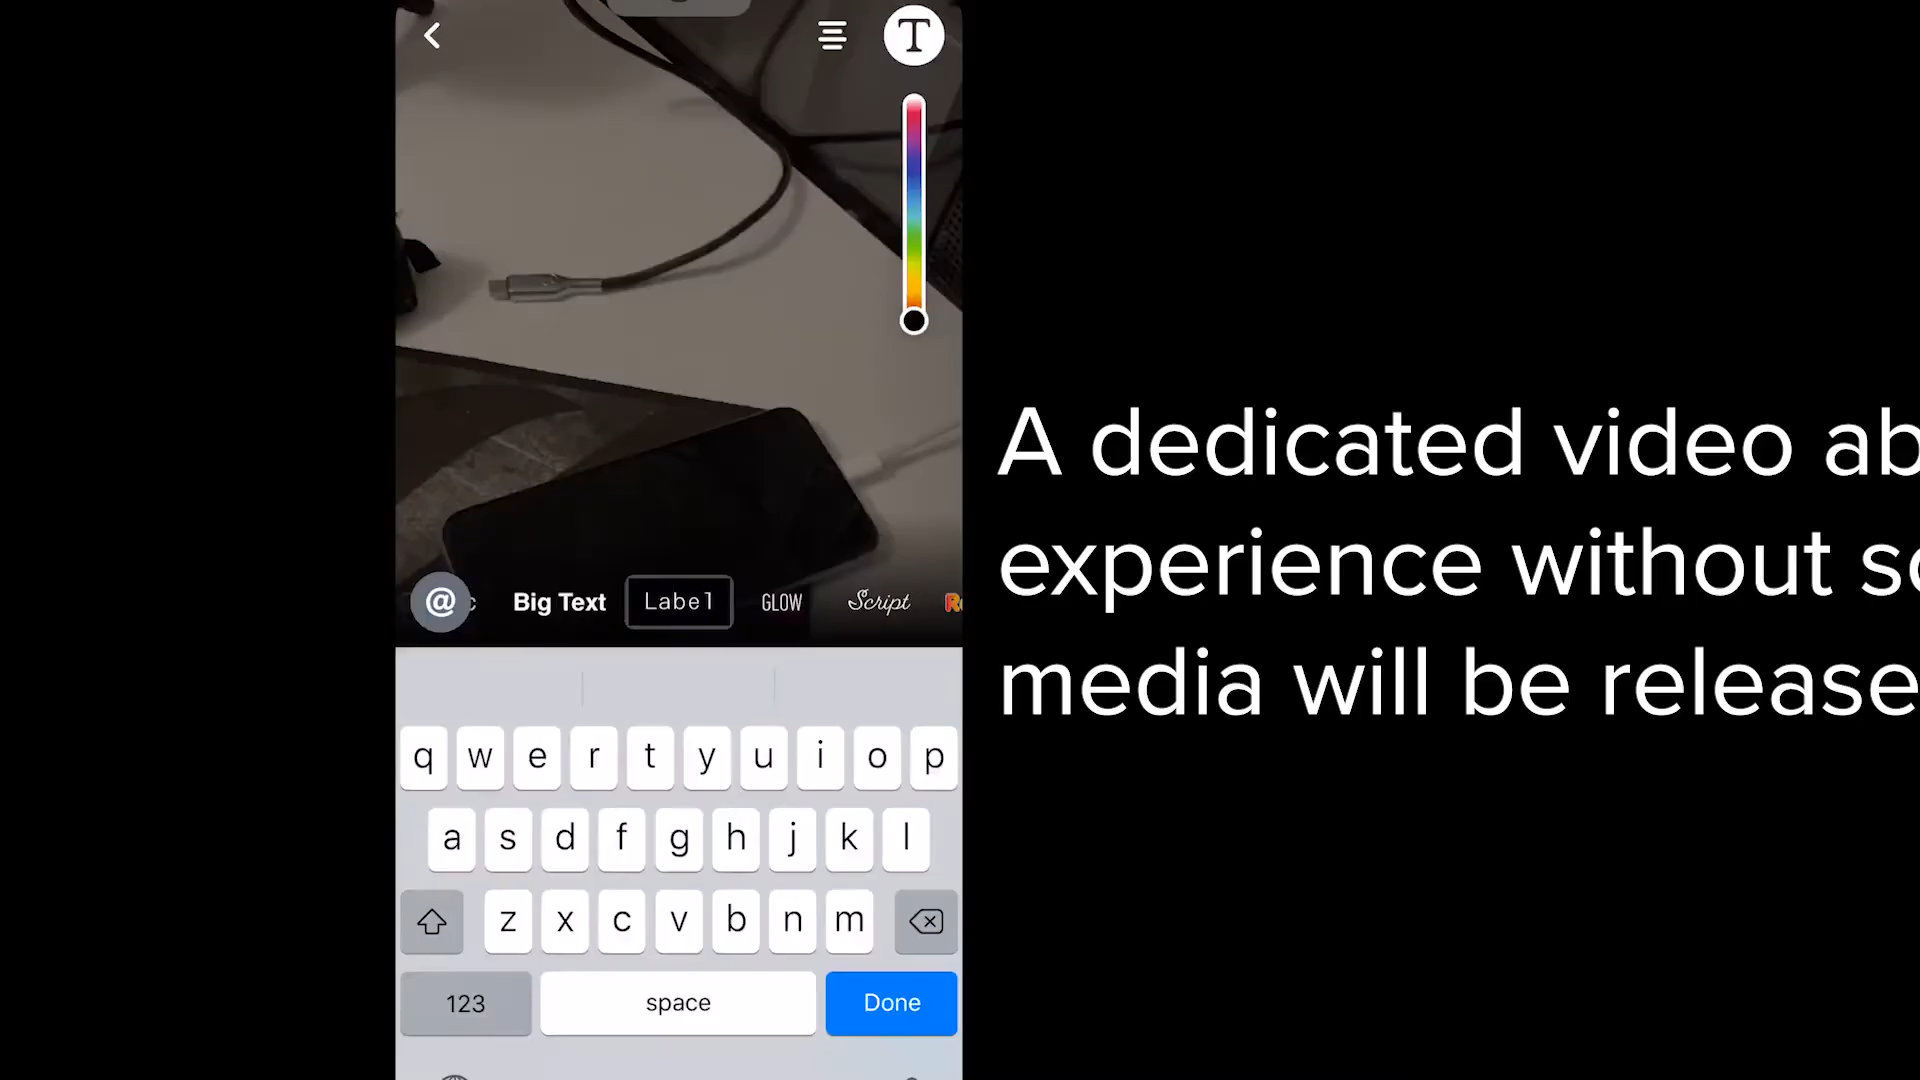 T
@ c Big Text Label GLOW Script R
A dedicated video ab
experience without so
media will be release
q w e r t y u i o p
a s d f g h j k l
z x c v b n m
123 space Done